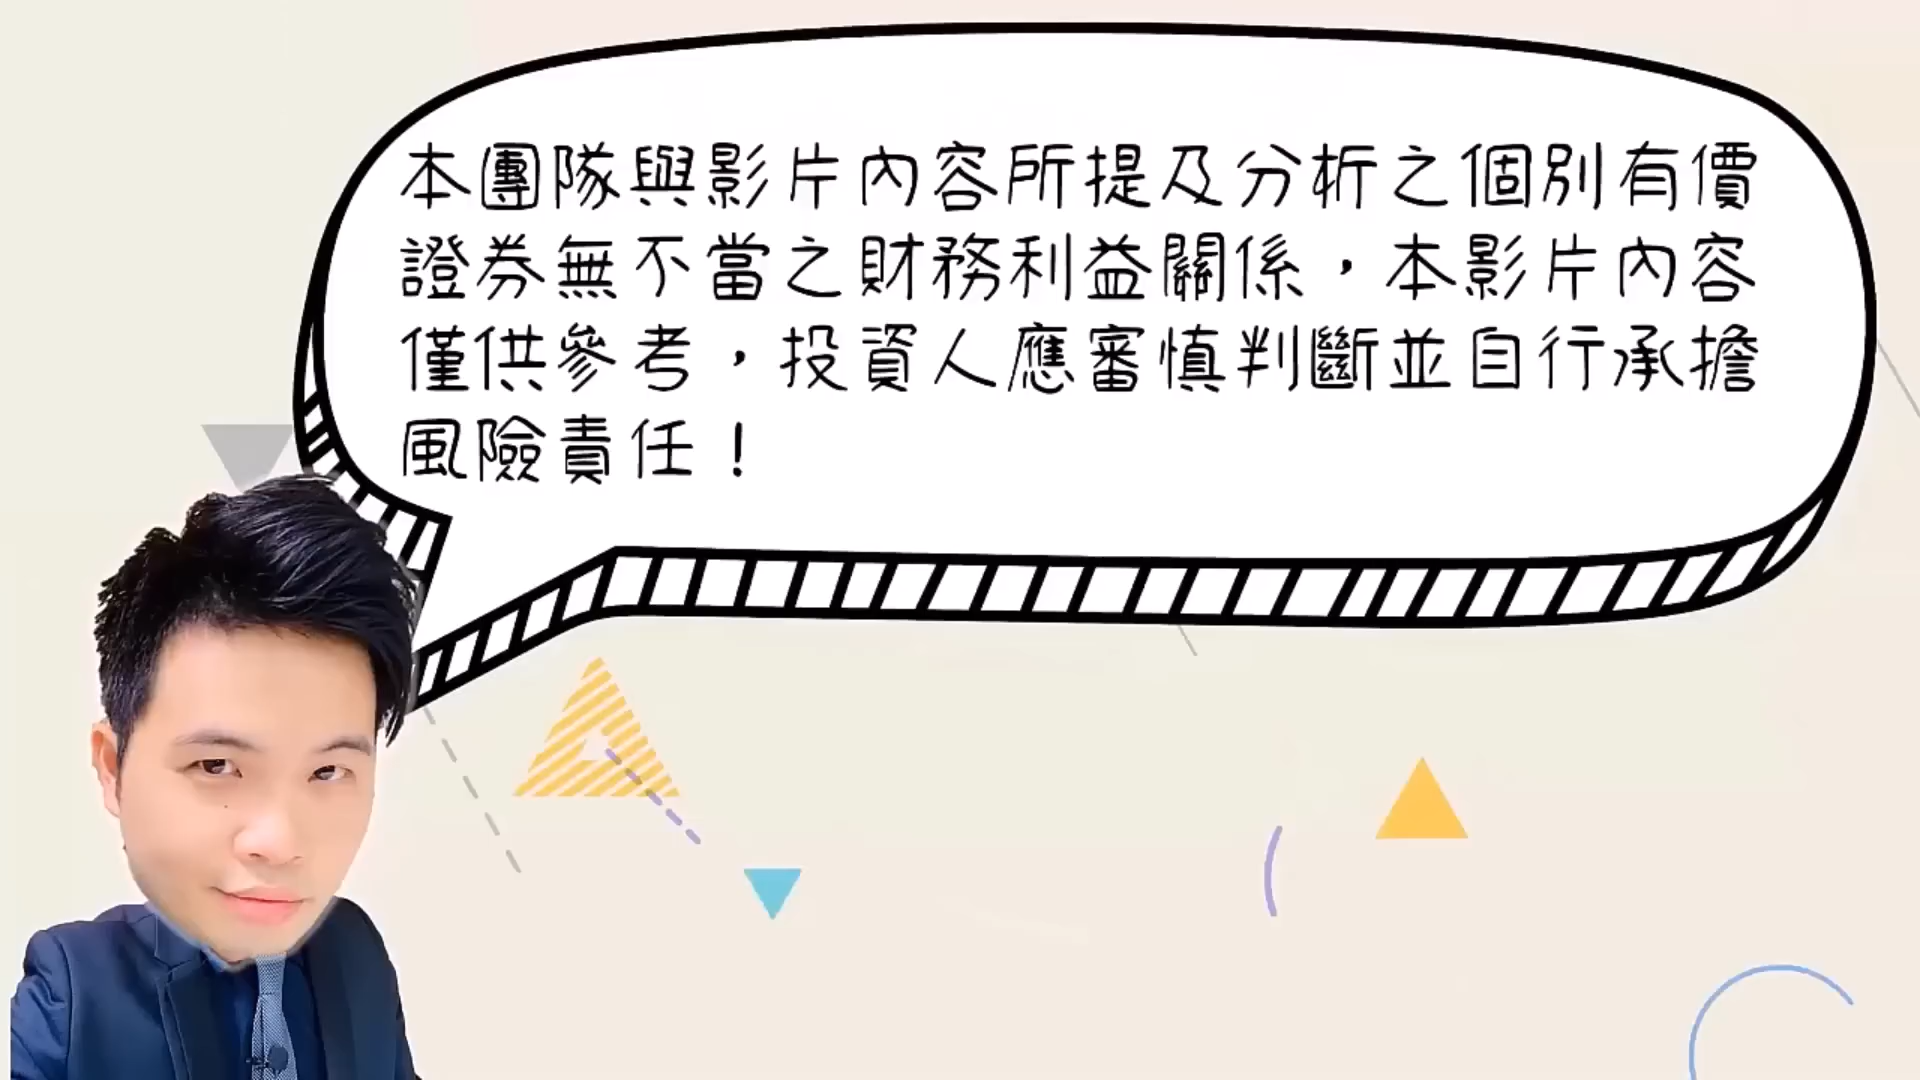 本團隊與影片內容所提及分析之個別有價
證券無不當之財務利益關係，本影片內容
僅供參考，投資人應審慎判斷並自行承擔
風險責任！